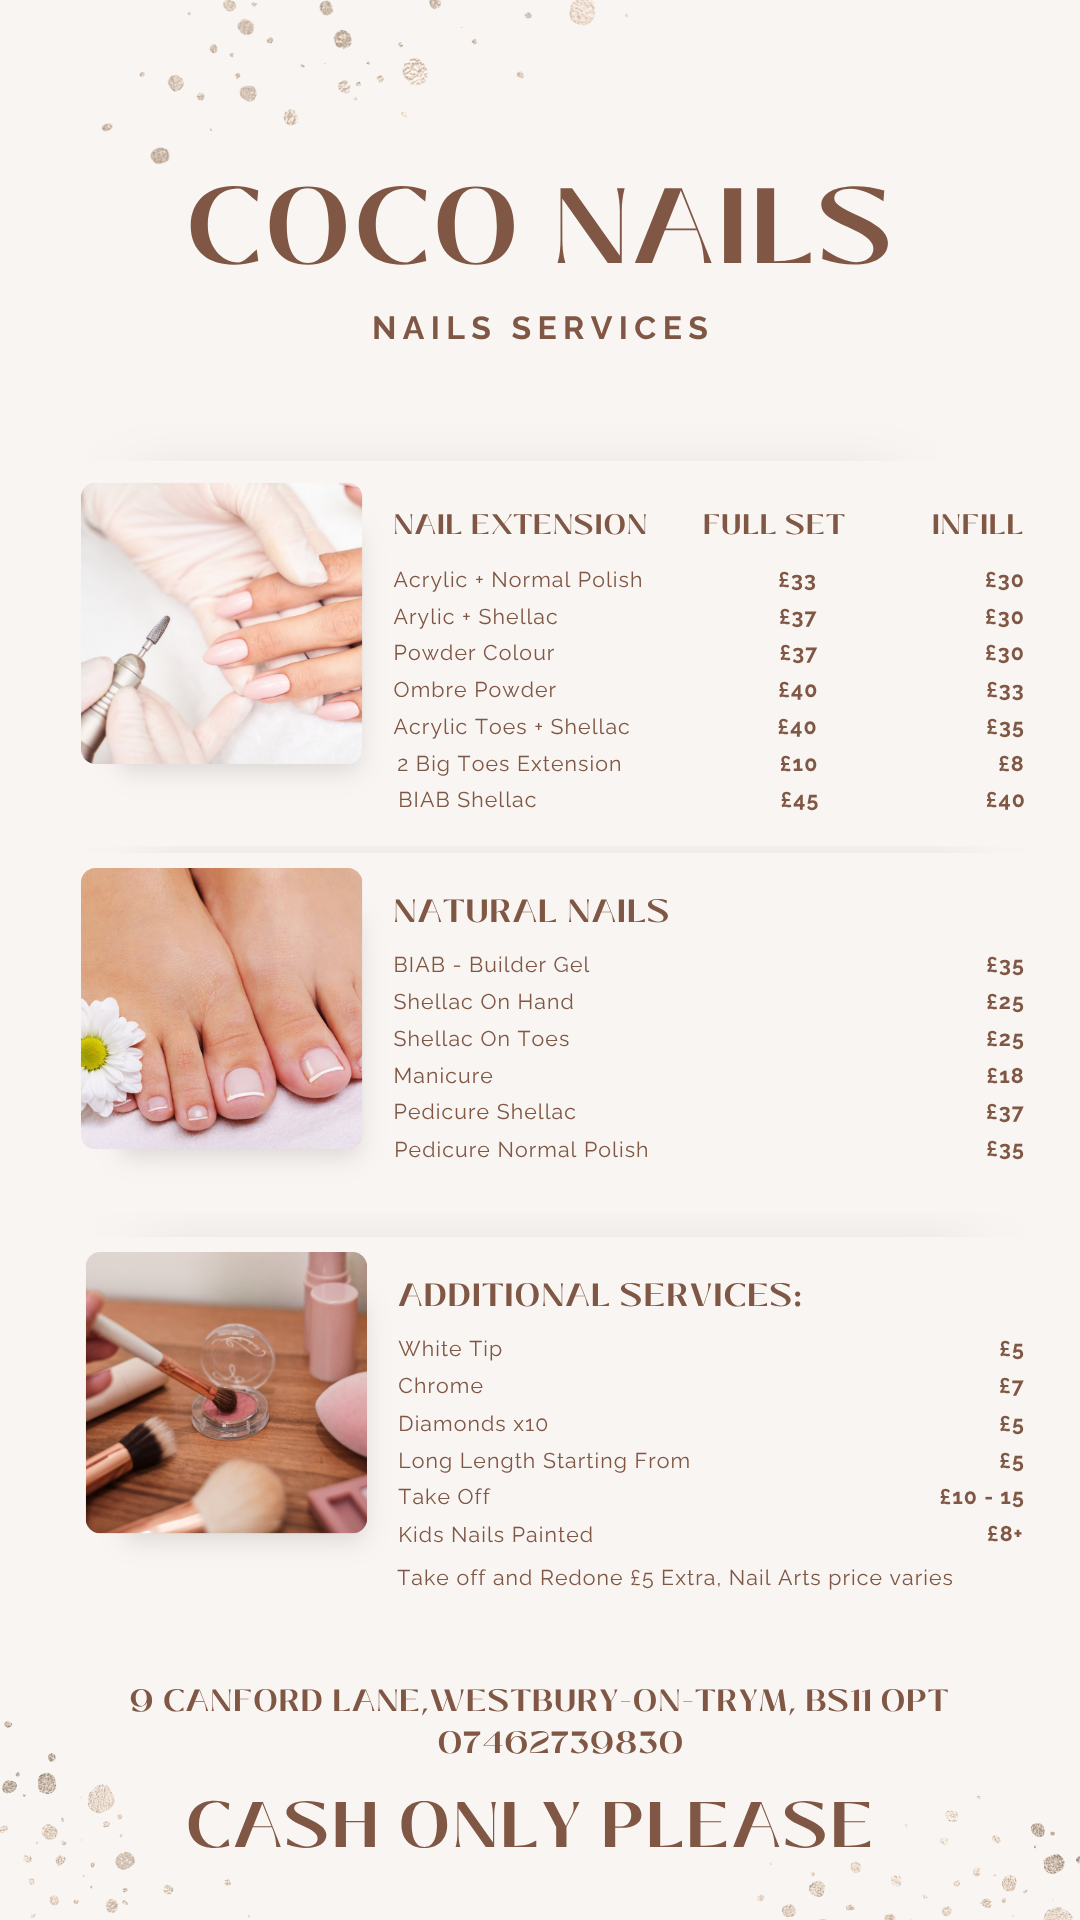 COCO NAILS
NAILS SERVICES
NAIL EXTENSION FULL SET INFILL
Acrylic + Normal Polish £33 £30
Arylic + Shellac £37 £30
Powder Colour £37 £30
Ombre Powder £40 £33
Acrylic Toes + Shellac £40 £35
2 Big Toes Extension £10 £8
BIAB Shellac £45 £40
NATURAL NAILS
BIAB - Builder Gel £35
Shellac On Hand £25
Shellac On Toes £25
Manicure £18
Pedicure Shellac £37
Pedicure Normal Polish £35
ADDITIONAL SERVICES:
White Tip £5
Chrome £7
Diamonds x10 £5
Long Length Starting From £5
Take Off £10 - 15
Kids Nails Painted £8+
Take off and Redone £5 Extra, Nail Arts price varies
9 CANFORD LANE,WESTBURY-ON-TRYM, BS11 OPT
07462739830
CASH ONLY PLEASE